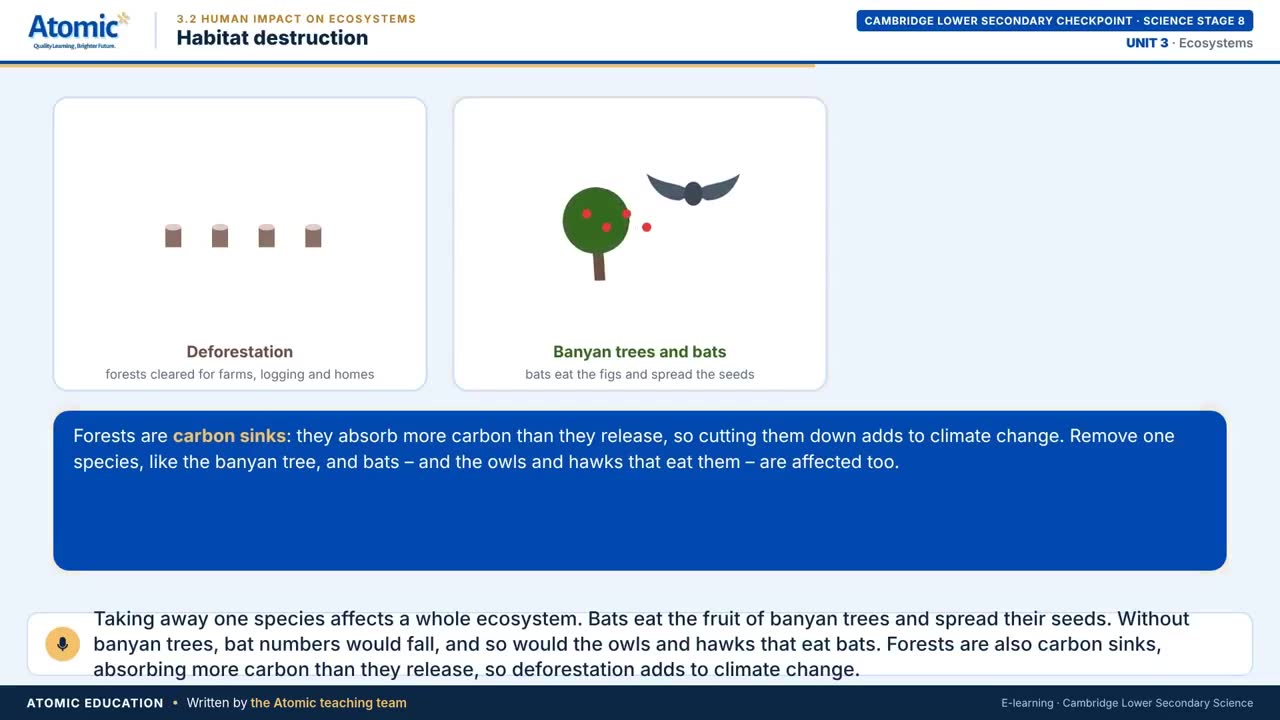 Atomic
Quality Learning, Brighter Future.
3.2 HUMAN IMPACT ON ECOSYSTEMS
Habitat destruction
CAMBRIDGE LOWER SECONDARY CHECKPOINT · SCIENCE STAGE 8
UNIT 3 · Ecosystems
Deforestation
forests cleared for farms, logging and homes
Banyan trees and bats
bats eat the figs and spread the seeds
Forests are carbon sinks: they absorb more carbon than they release, so cutting them down adds to climate change. Remove one
species, like the banyan tree, and bats – and the owls and hawks that eat them – are affected too.
Taking away one species affects a whole ecosystem. Bats eat the fruit of banyan trees and spread their seeds. Without
banyan trees, bat numbers would fall, and so would the owls and hawks that eat bats. Forests are also carbon sinks,
absorbing more carbon than they release, so deforestation adds to climate change.
ATOMIC EDUCATION • Written by the Atomic teaching team
E-learning · Cambridge Lower Secondary Science